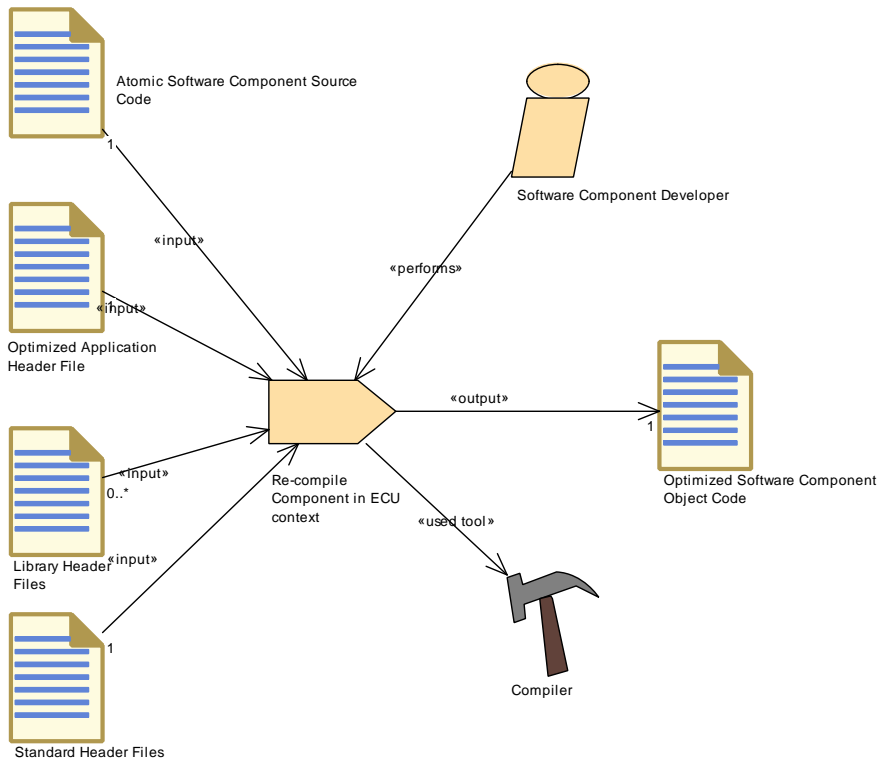 Atomic Software Component Source
Code
1
Software Component Developer
«input»
«performs»
1
«input»
Optimized Application
Header File
«output»
1
«input»
0..*
Re-compile
Component in ECU
context
Optimized Software Component
Object Code
«used tool»
«input»
Library Header
Files
1
Compiler
Standard Header Files